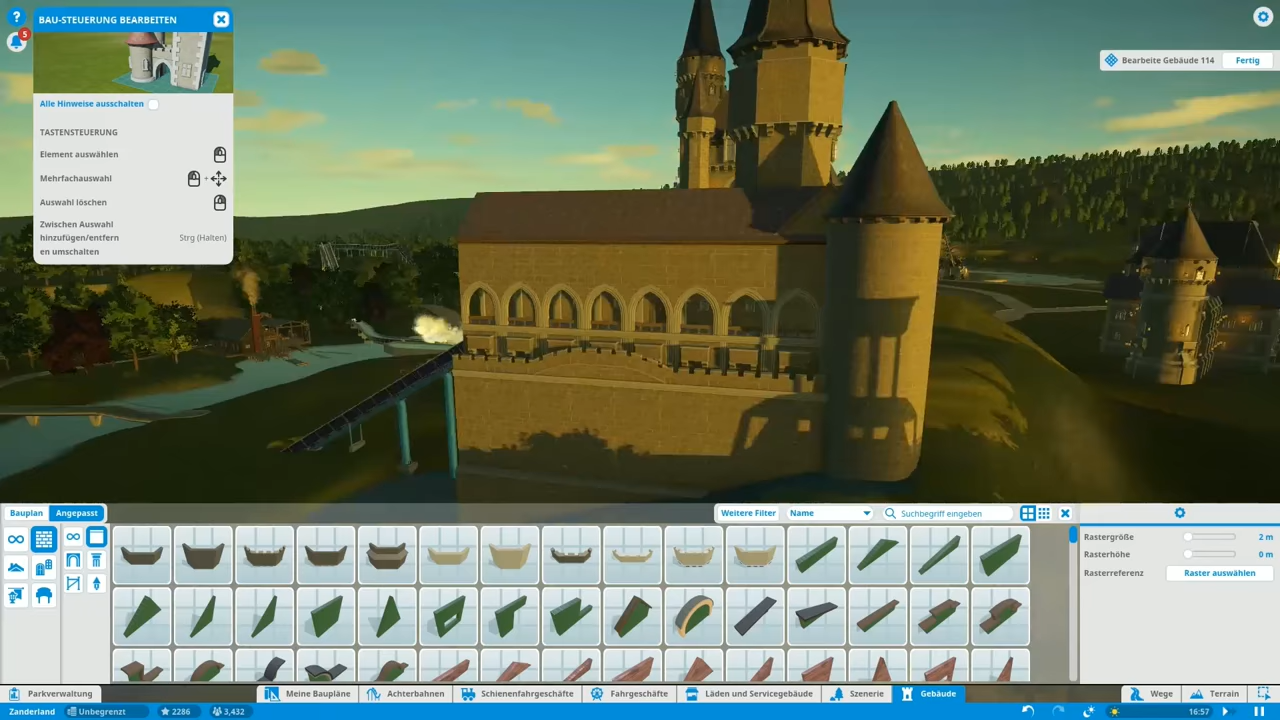 ?
BAU-STEUERUNG BEARBEITEN
5
Alle Hinweise ausschalten
TASTENSTEUERUNG
Element auswählen
Mehrfachauswahl
+
Auswahl löschen
Zwischen Auswahl
hinzufügen/entfern
en umschalten
Strg (Halten)
Bearbeite Gebäude 114
Fertig
Bauplan
Angepasst
Weitere Filter
Name
Suchbegriff eingeben
Rastergröße
2 m
Rasterhöhe
0 m
Rasterreferenz
Raster auswählen
Parkverwaltung
Meine Baupläne
Achterbahnen
Schienenfahrgeschäfte
Fahrgeschäfte
Läden und Servicegebäude
Szenerie
Gebäude
Wege
Terrain
Zanderland
Unbegrenzt
2286
3,432
16:57